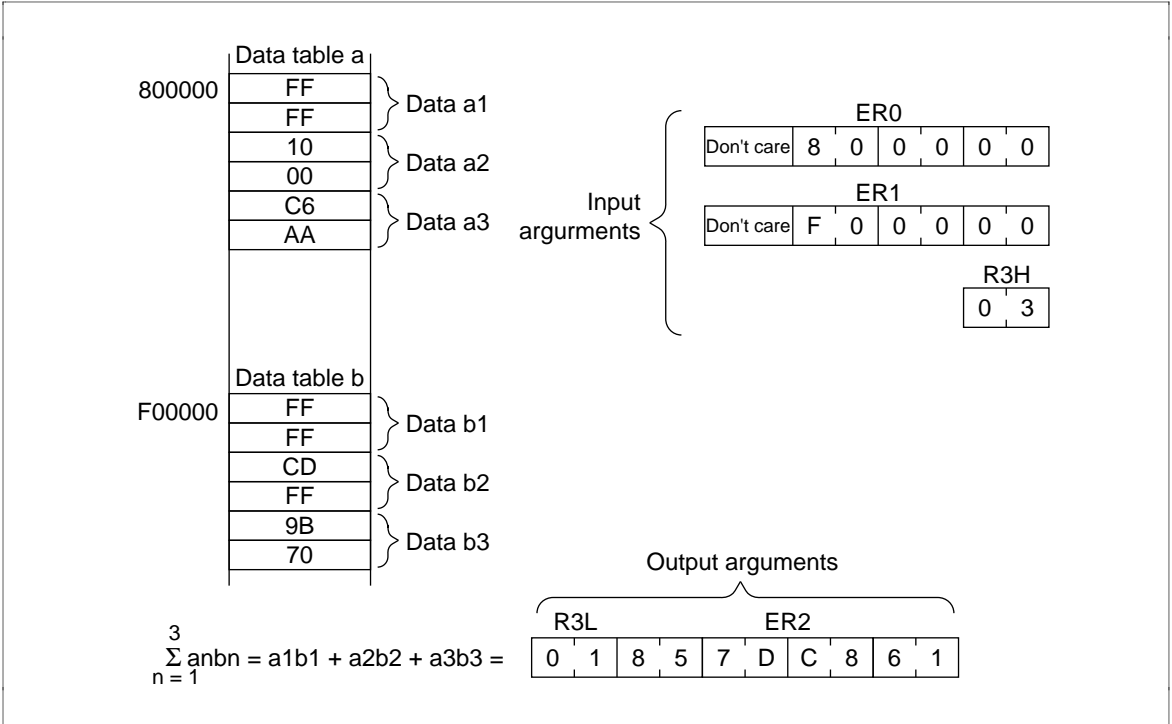 Data table a
800000 FF
FF
Data a1
10
00
Data a2
C6
AA
Data a3
Data table b
F00000 FF
FF
Data b1
CD
FF
Data b2
9B
70
Data b3
Input
argurments
ER0
Don't care 8 0 0 0 0 0
ER1
Don't care F 0 0 0 0 0
R3H
0 3
Output arguments
R3L ER2
3
Σ anbn = a1b1 + a2b2 + a3b3 = 0 1 8 5 7 D C 8 6 1
n = 1